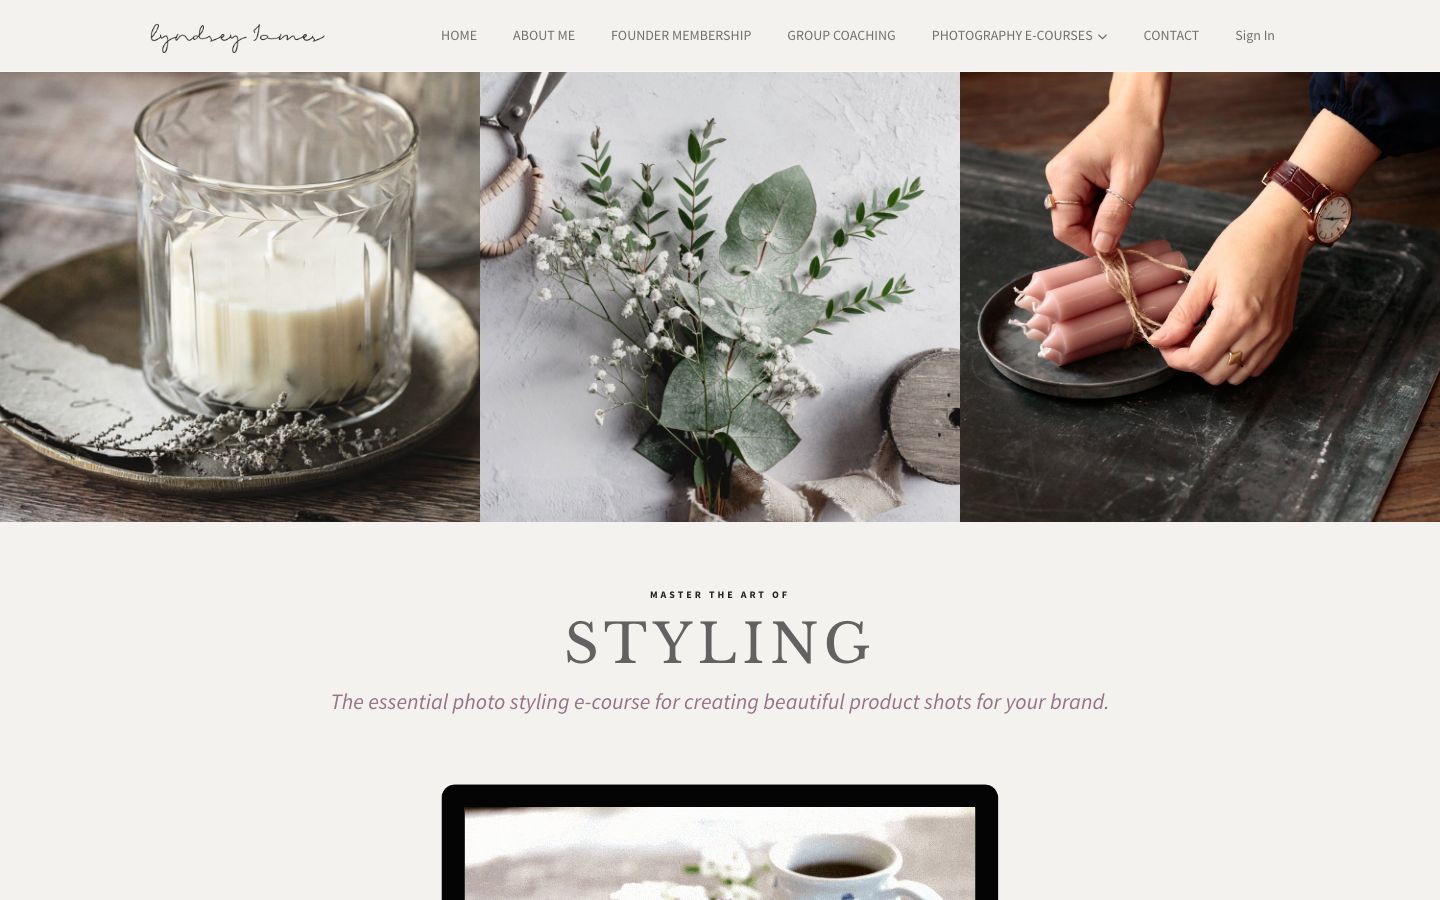 lyndsey James
HOME
ABOUT ME
FOUNDER MEMBERSHIP
GROUP COACHING
PHOTOGRAPHY E-COURSES
CONTACT
Sign In
MASTER THE ART OF
STYLING
The essential photo styling e-course for creating beautiful product shots for your brand.